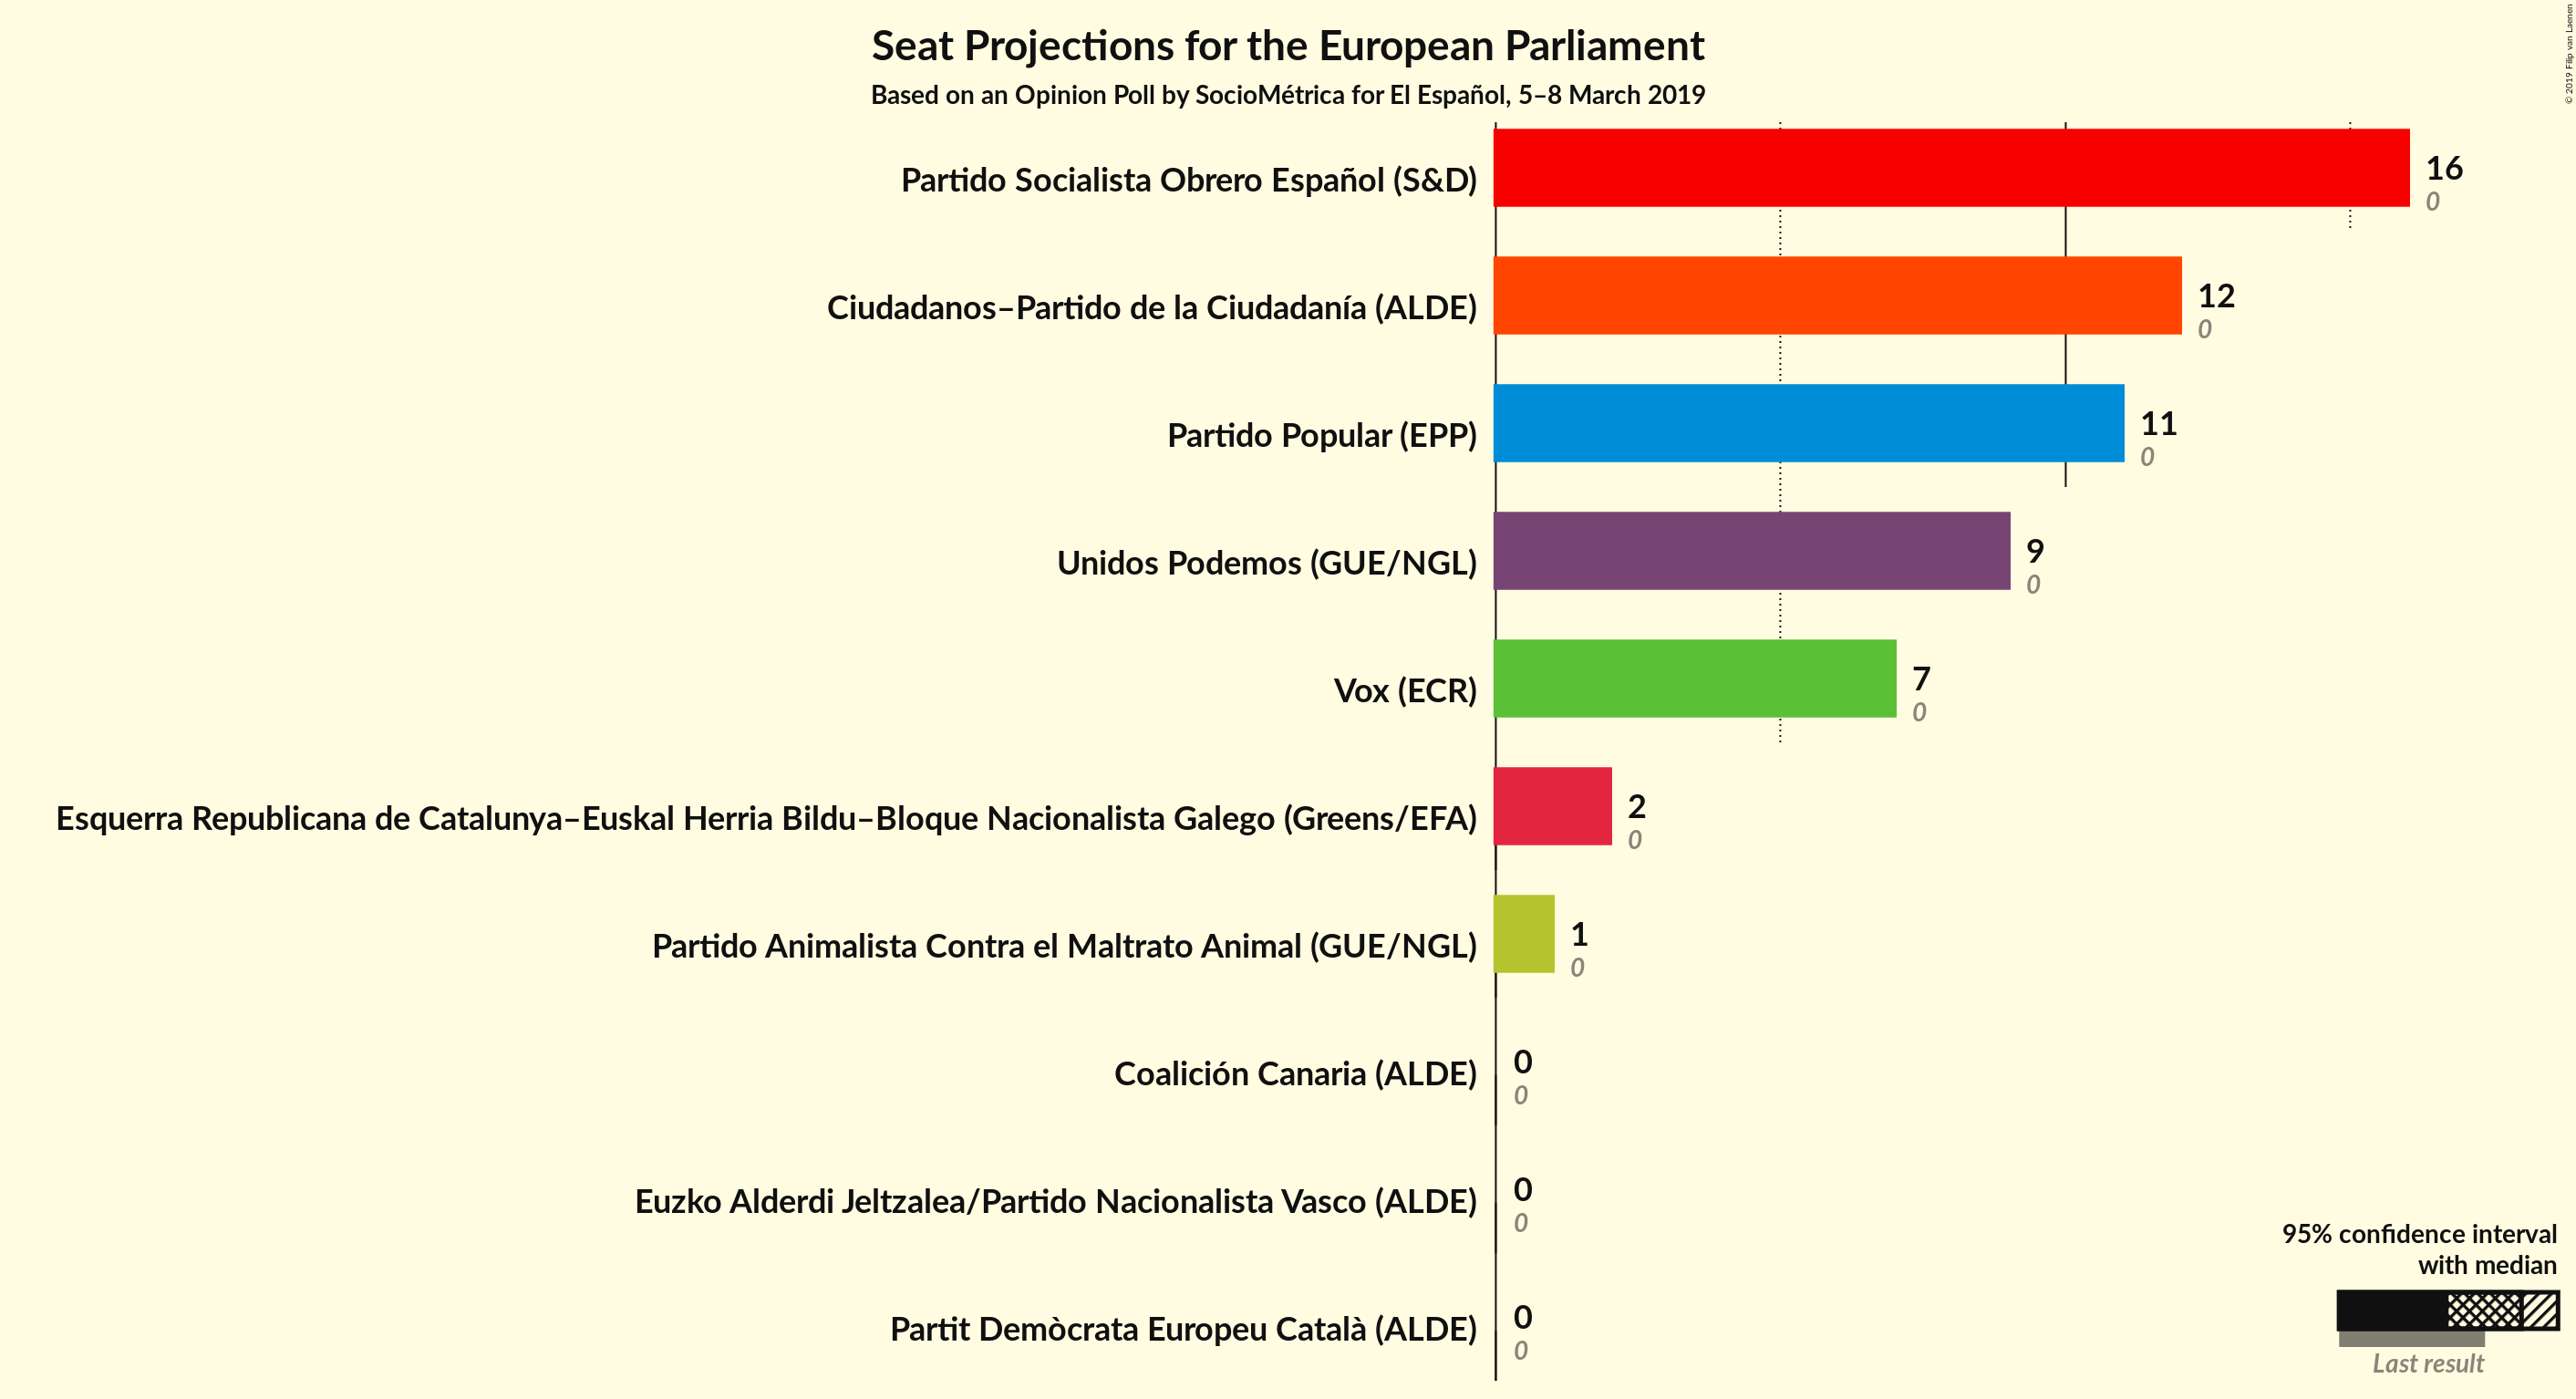 Seat Projections for the European Parliament
Based on an Opinion Poll by SocioMétrica for El Español, 5–8 March 2019
© 2019 Filip van Laenen
Partido Socialista Obrero Español (S&D)
16
0
Ciudadanos–Partido de la Ciudadanía (ALDE)
12
0
Partido Popular (EPP)
11
0
Unidos Podemos (GUE/NGL)
9
0
Vox (ECR)
7
0
Esquerra Republicana de Catalunya–Euskal Herria Bildu–Bloque Nacionalista Galego (Greens/EFA)
2
0
Partido Animalista Contra el Maltrato Animal (GUE/NGL)
1
0
Coalición Canaria (ALDE)
0
0
Euzko Alderdi Jeltzalea/Partido Nacionalista Vasco (ALDE)
0
0
Partit Demòcrata Europeu Català (ALDE)
0
0
95% confidence interval
with median
Last result